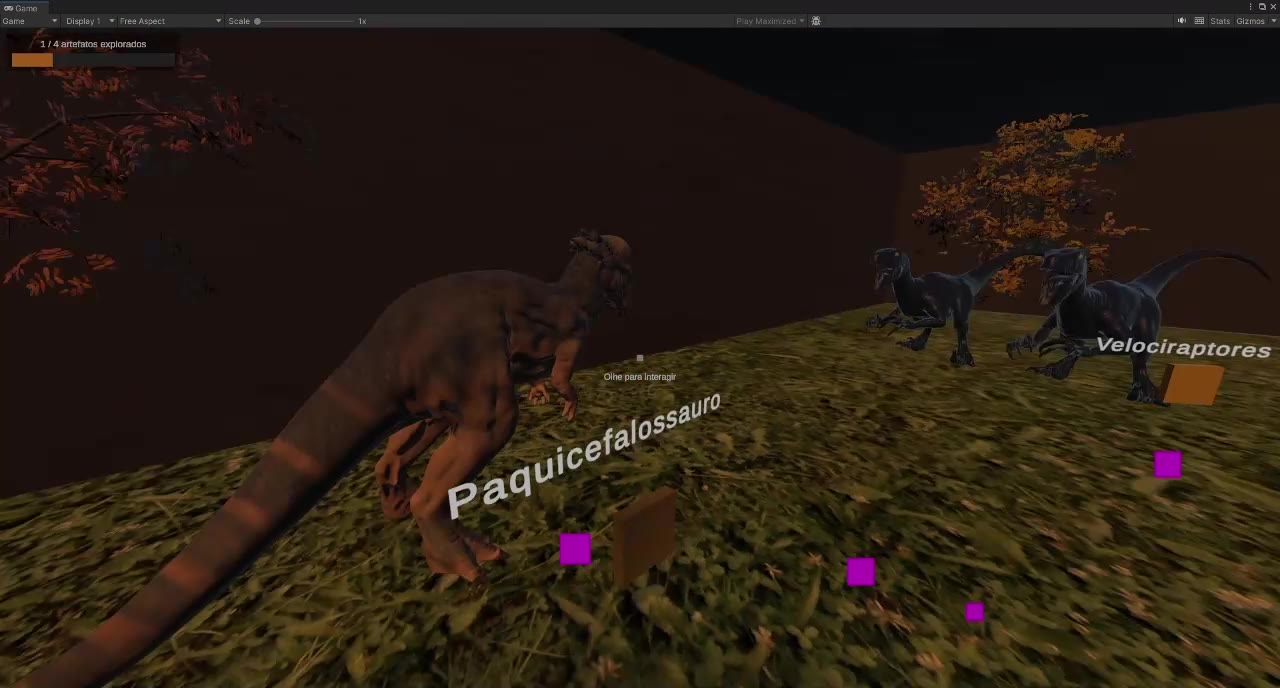 Game
Game Display 1 Free Aspect Scale 1x Play Maximized Stats Gizmos
1 / 4 artefatos explorados
Velociraptores
Olhe para interagir
Paquicefalossauro